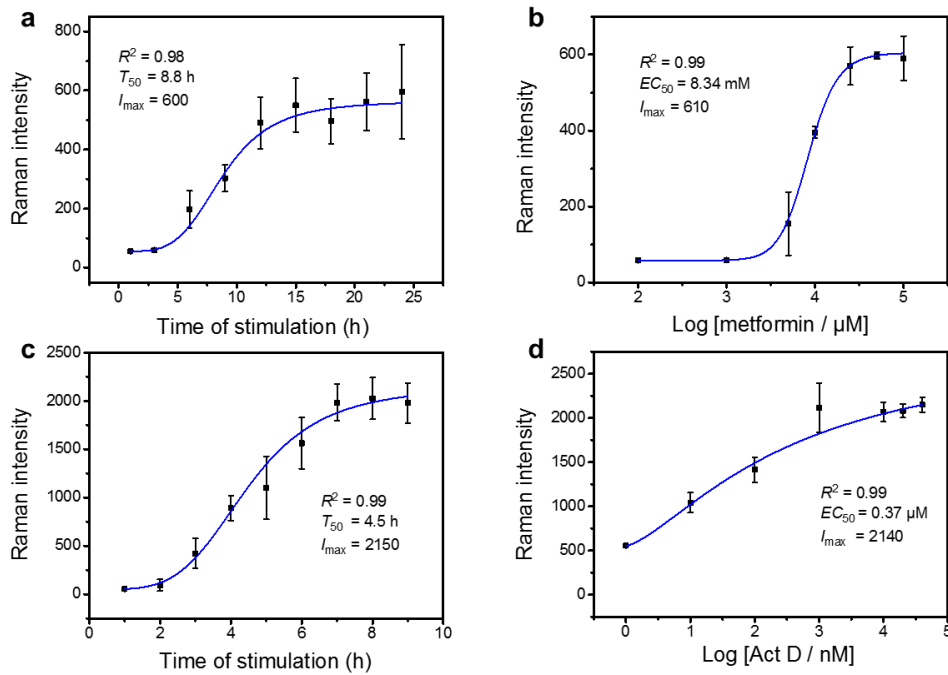 a
800
600
400
200
0
Raman intensity
R² = 0.98
T₅₀ = 8.8 h
Iₘₐₓ = 600
0 5 10 15 20 25
Time of stimulation (h)
b
600
400
200
0
Raman intensity
R² = 0.99
EC₅₀ = 8.34 mM
Iₘₐₓ = 610
2 3 4 5
Log [metformin / µM]
c
2500
2000
1500
1000
500
0
Raman intensity
R² = 0.99
T₅₀ = 4.5 h
Iₘₐₓ = 2150
0 2 4 6 8 10
Time of stimulation (h)
d
2500
2000
1500
1000
500
0
Raman intensity
R² = 0.99
EC₅₀ = 0.37 µM
Iₘₐₓ = 2140
0 1 2 3 4 5
Log [Act D / nM]